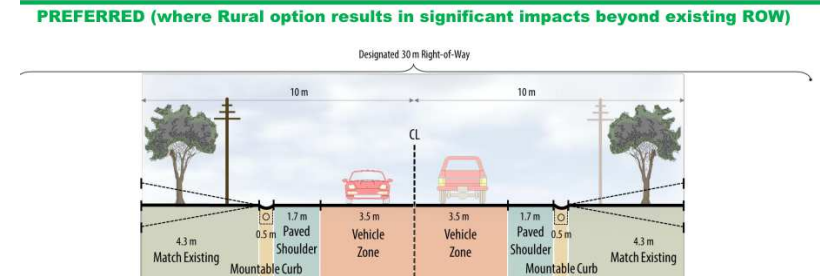 PREFERRED (where Rural option results in significant impacts beyond existing ROW)
Designated 30 m Right-of-Way
10 m
10 m
CL
4.3 m
Match Existing
0.5 m
Mountable Curb
1.7 m
Paved
Shoulder
3.5 m
Vehicle
Zone
3.5 m
Vehicle
Zone
1.7 m
Paved
Shoulder
0.5 m
Mountable Curb
4.3 m
Match Existing